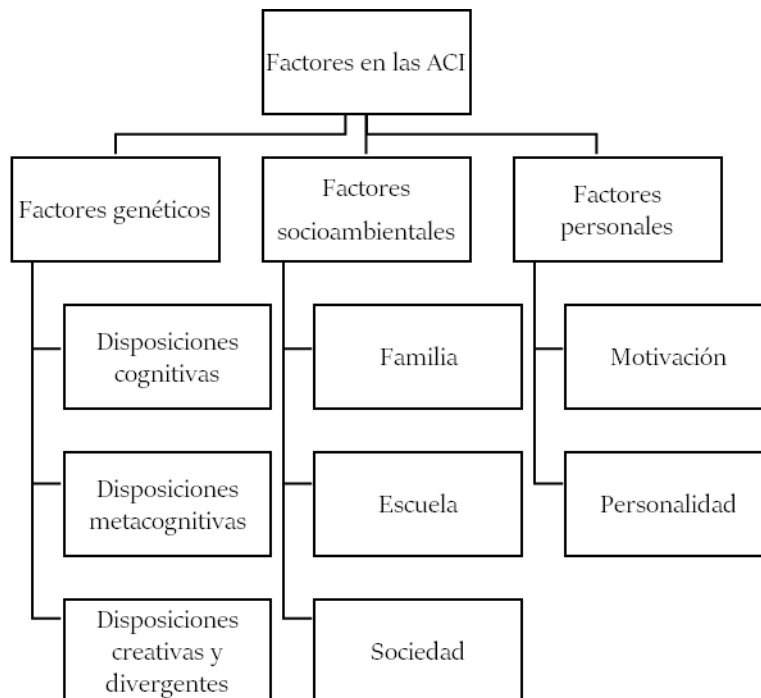 Factores en las ACI
Factores genéticos
Factores
socioambientales
Factores
personales
Disposiciones
cognitivas
Familia
Motivación
Disposiciones
metacognitivas
Escuela
Personalidad
Disposiciones
creativas y
divergentes
Sociedad